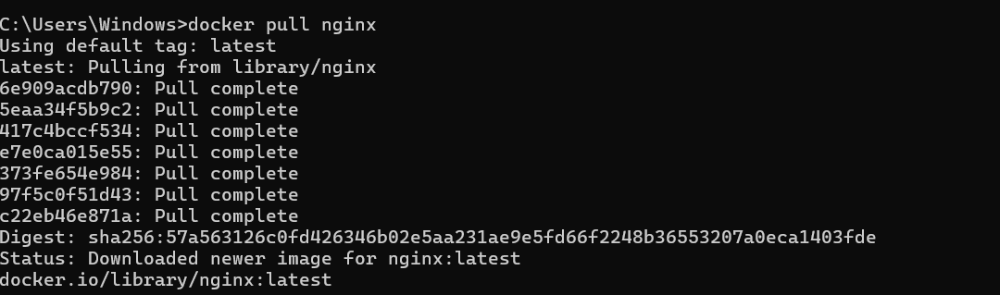 C:\Users\Windows>docker pull nginx
Using default tag: latest
latest: Pulling from library/nginx
6e909acdb790: Pull complete
5eaa34f5b9c2: Pull complete
417c4bccf534: Pull complete
e7e0ca015e55: Pull complete
373fe654e984: Pull complete
97f5c0f51d43: Pull complete
c22eb46e871a: Pull complete
Digest: sha256:57a563126c0fd426346b02e5aa231ae9e5fd66f2248b36553207a0eca1403fde
Status: Downloaded newer image for nginx:latest
docker.io/library/nginx:latest